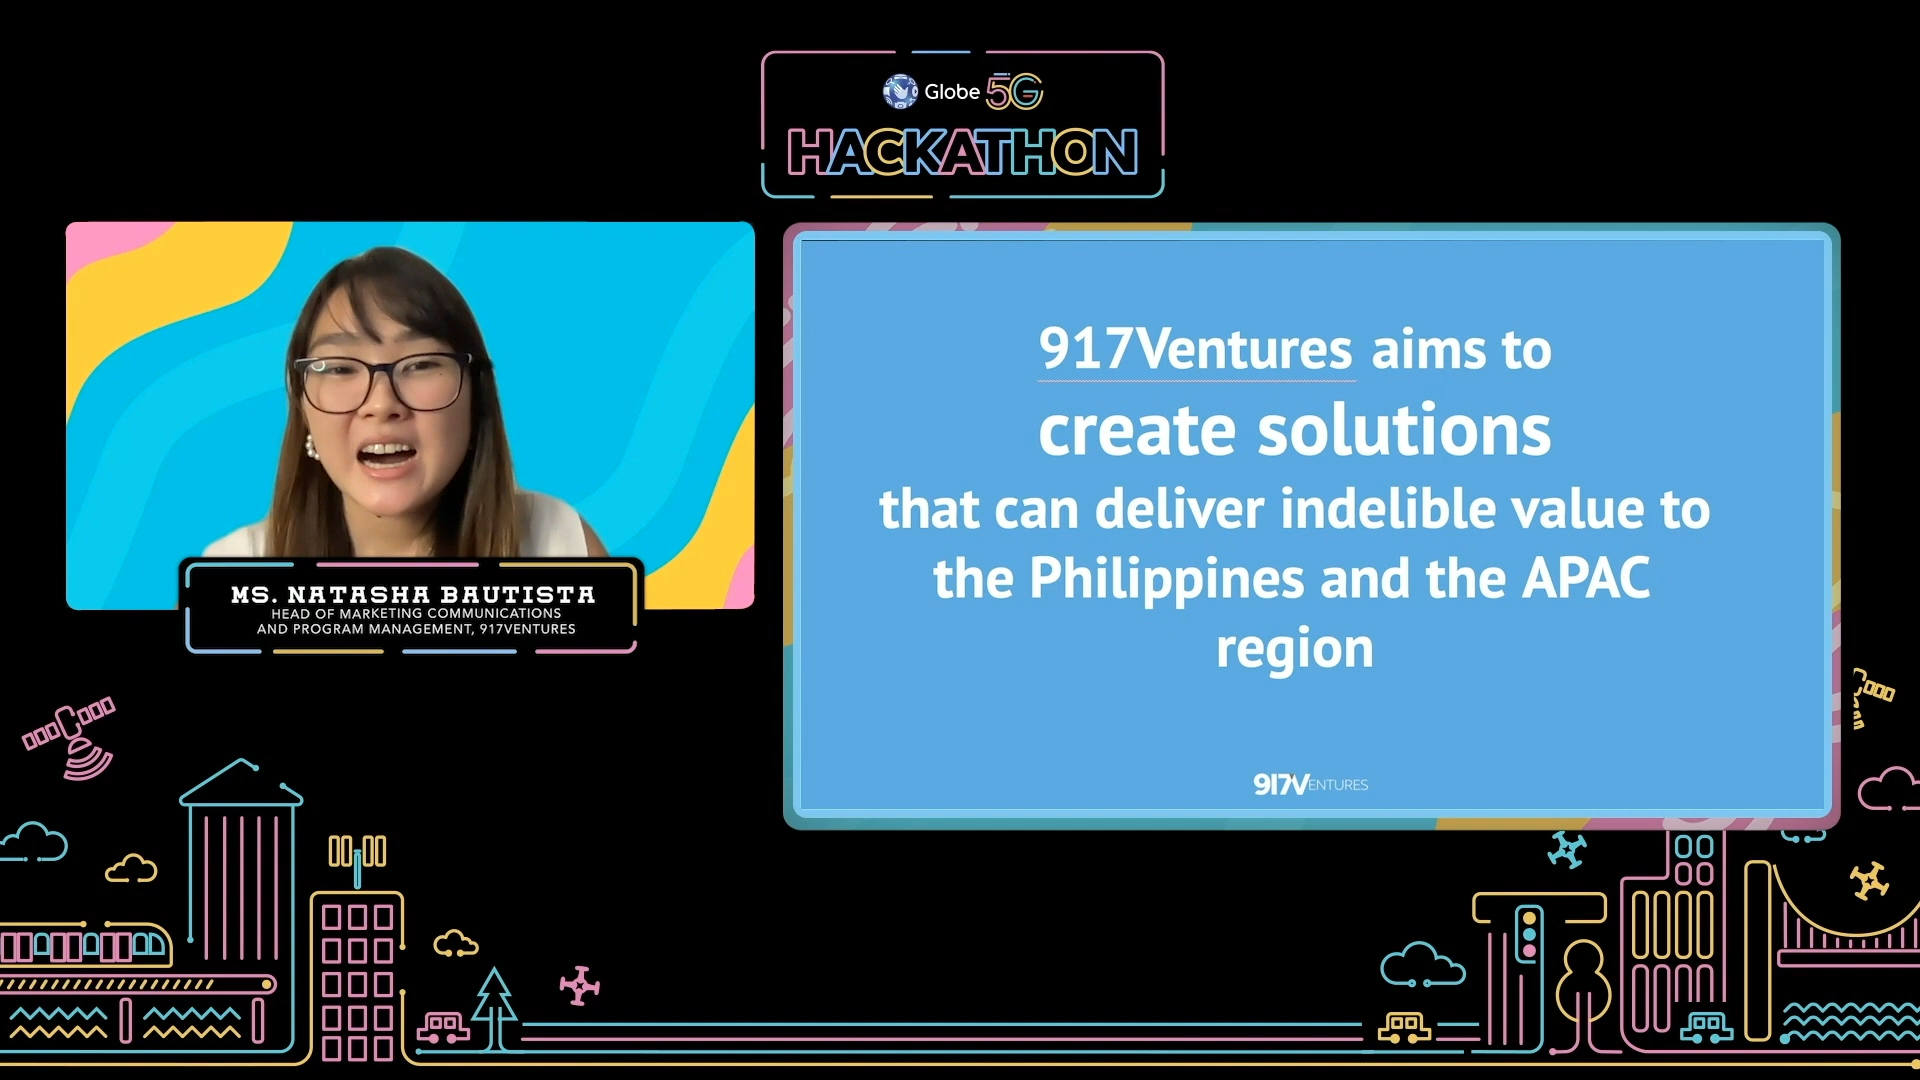 Globe 5G
HACKATHON
MS. NATASHA BAUTISTA
HEAD OF MARKETING COMMUNICATIONS
AND PROGRAM MANAGEMENT, 917VENTURES
917Ventures aims to
create solutions
that can deliver indelible value to
the Philippines and the APAC
region
917VENTURES